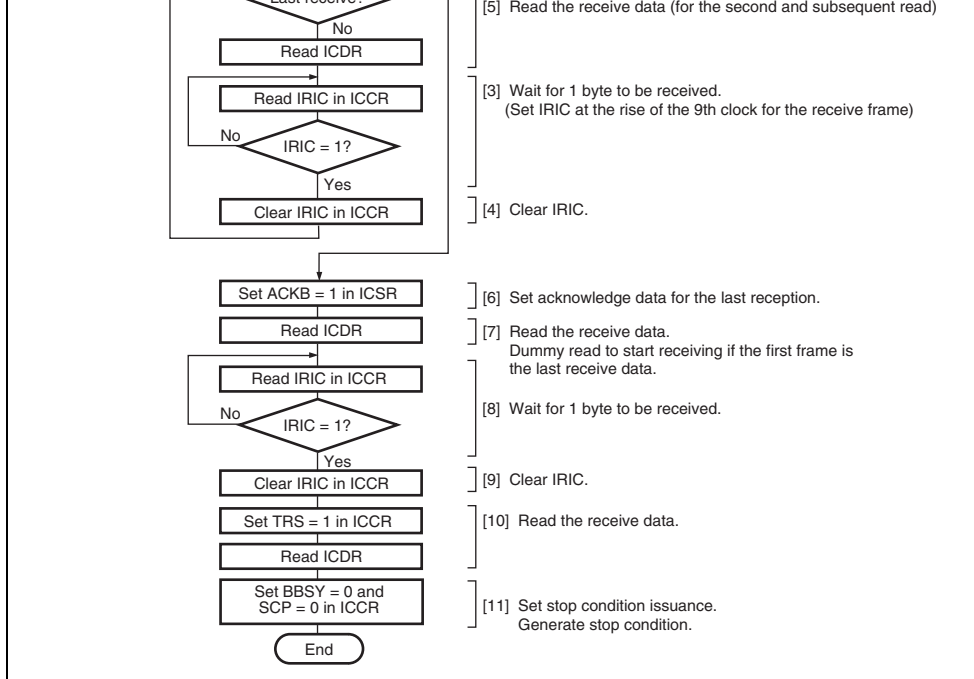 Last receive?
[5] Read the receive data (for the second and subsequent read)
No
Read ICDR
Read IRIC in ICCR
[3] Wait for 1 byte to be received.
(Set IRIC at the rise of the 9th clock for the receive frame)
No
IRIC = 1?
Yes
Clear IRIC in ICCR
[4] Clear IRIC.
Set ACKB = 1 in ICSR
[6] Set acknowledge data for the last reception.
Read ICDR
[7] Read the receive data.
Dummy read to start receiving if the first frame is
the last receive data.
Read IRIC in ICCR
[8] Wait for 1 byte to be received.
No
IRIC = 1?
Yes
Clear IRIC in ICCR
[9] Clear IRIC.
Set TRS = 1 in ICCR
[10] Read the receive data.
Read ICDR
Set BBSY = 0 and
SCP = 0 in ICCR
[11] Set stop condition issuance.
Generate stop condition.
End